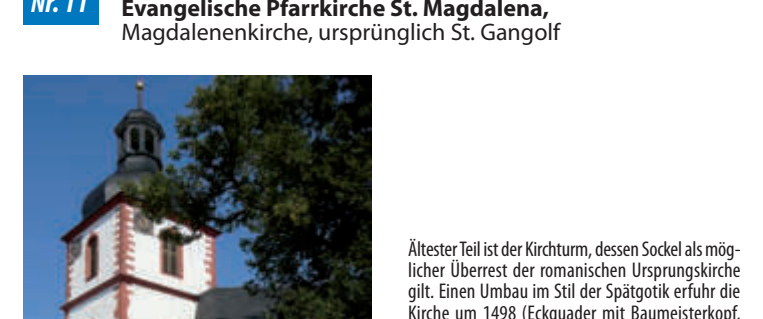 Nr. 11
Evangelische Pfarrkirche St. Magdalena,
Magdalenenkirche, ursprünglich St. Gangolf
Ältester Teil ist der Kirchturm, dessen Sockel als mög-
licher Überrest der romanischen Ursprungskirche
gilt. Einen Umbau im Stil der Spätgotik erfuhr die
Kirche um 1498 (Eckquader mit Baumeisterkopf,